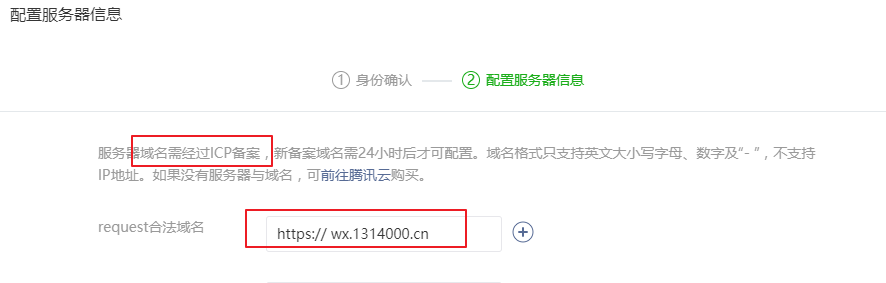 配置服务器信息
1 身份确认 2 配置服务器信息
服务器域名需经过ICP备案，新备案域名需24小时后才可配置。域名格式只支持英文大小写字母、数字及“- ”，不支持
IP地址。如果没有服务器与域名，可前往腾讯云购买。
request合法域名 https:// wx.1314000.cn